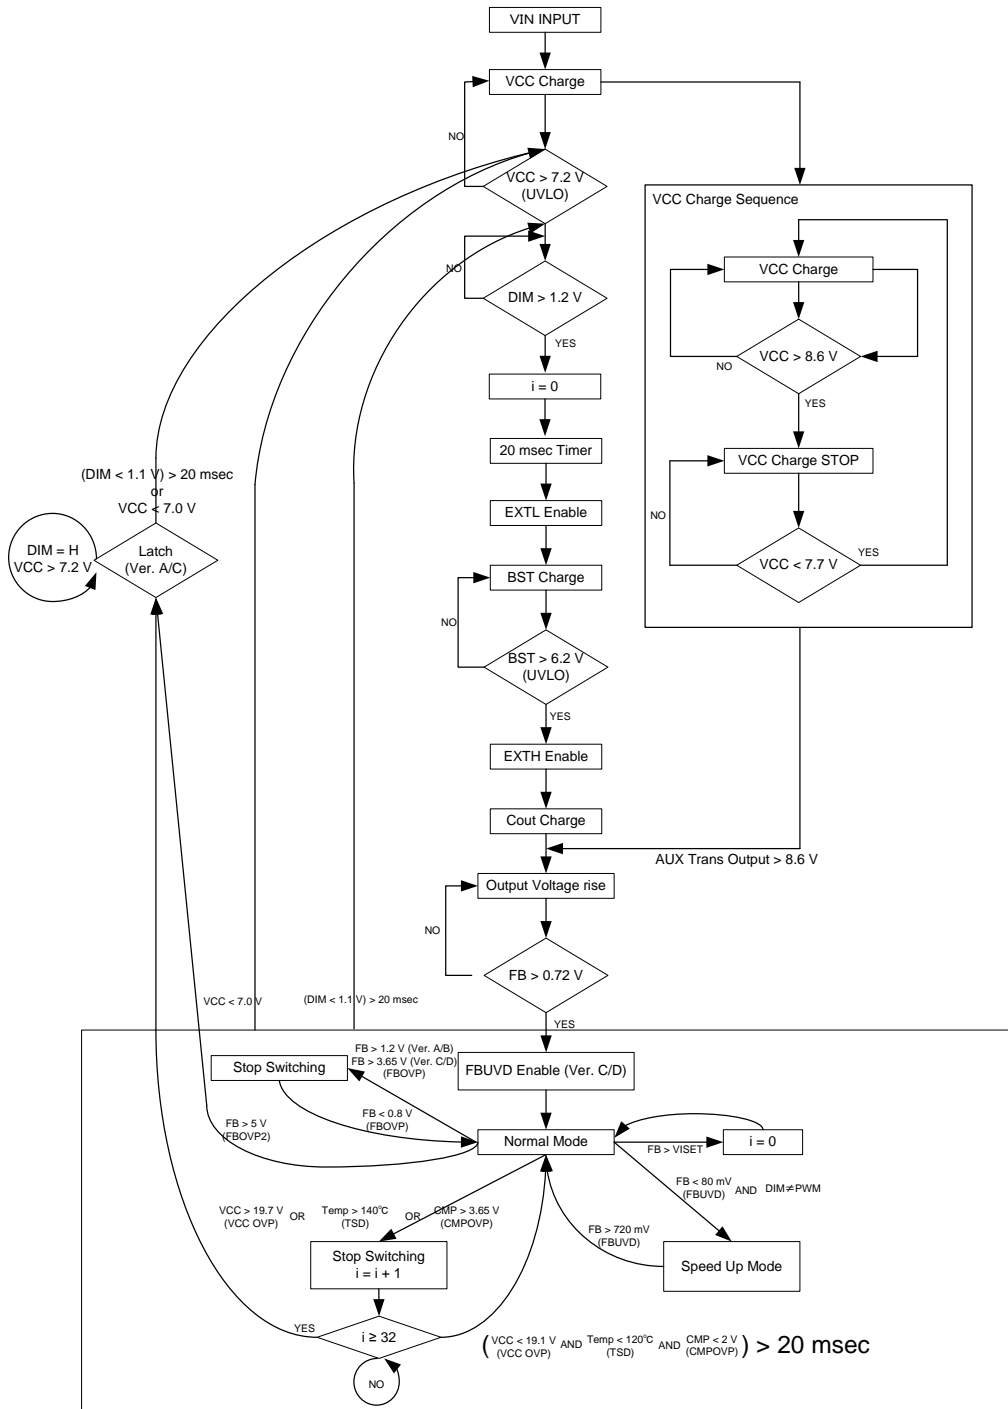 VIN INPUT
VCC Charge
NO
VCC > 7.2 V
(UVLO)
VCC Charge Sequence
VCC Charge
NO
DIM > 1.2 V
YES
VCC > 8.6 V
NO
YES
i = 0
20 msec Timer
VCC Charge STOP
(DIM < 1.1 V) > 20 msec
or
VCC < 7.0 V
EXTL Enable
NO
DIM = H
VCC > 7.2 V
Latch
(Ver. A/C)
VCC < 7.7 V
YES
BST Charge
NO
BST > 6.2 V
(UVLO)
YES
EXTH Enable
Cout Charge
AUX Trans Output > 8.6 V
Output Voltage rise
NO
FB > 0.72 V
VCC < 7.0 V
(DIM < 1.1 V) > 20 msec
YES
FB > 1.2 V (Ver. A/B)
FB > 3.65 V (Ver. C/D)
(FBOVP)
Stop Switching
FBUVD Enable (Ver. C/D)
FB < 0.8 V
(FBOVP)
FB > 5 V
(FBOVP2)
Normal Mode
FB > VISET
i = 0
FB < 80 mV
(FBUVD)
AND
DIM≠PWM
VCC > 19.7 V
(VCC OVP)
OR
Temp > 140℃
(TSD)
OR
CMP > 3.65 V
(CMPOVP)
FB > 720 mV
(FBUVD)
Stop Switching
i = i + 1
Speed Up Mode
YES
i ≥ 32
NO
( VCC < 19.1 V AND Temp < 120℃ AND CMP < 2 V ) > 20 msec
(VCC OVP) (TSD) (CMPOVP)